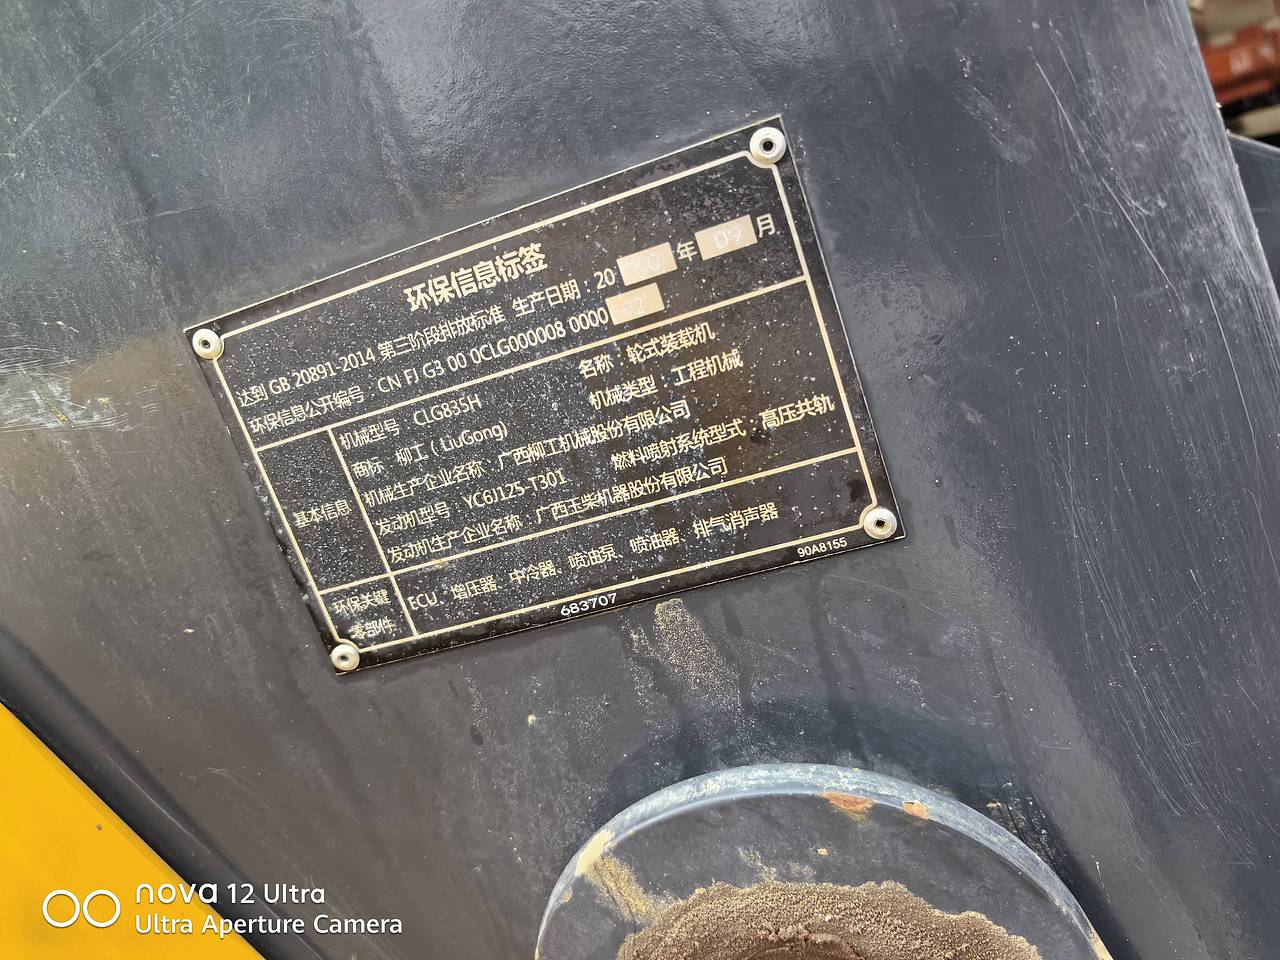 环保信息标签
达到 GB 20891-2014 第三阶段排放标准 生产日期：20 年 09 月
环保信息公开编号 CN FJ G3 00 0CLG000008 0000
基本信息
机械型号 CLG835H 名称：轮式装载机
商标 柳工（LiuGong） 机械类型：工程机械
机械生产企业名称 广西柳工机械股份有限公司
发动机型号 YC6J125-T301 燃料喷射系统型式：高压共轨
发动机生产企业名称 广西玉柴机器股份有限公司
环保关键
零部件
ECU、增压器、中冷器、喷油泵、喷油器、排气消声器
683707
90A8155
nova 12 Ultra
Ultra Aperture Camera